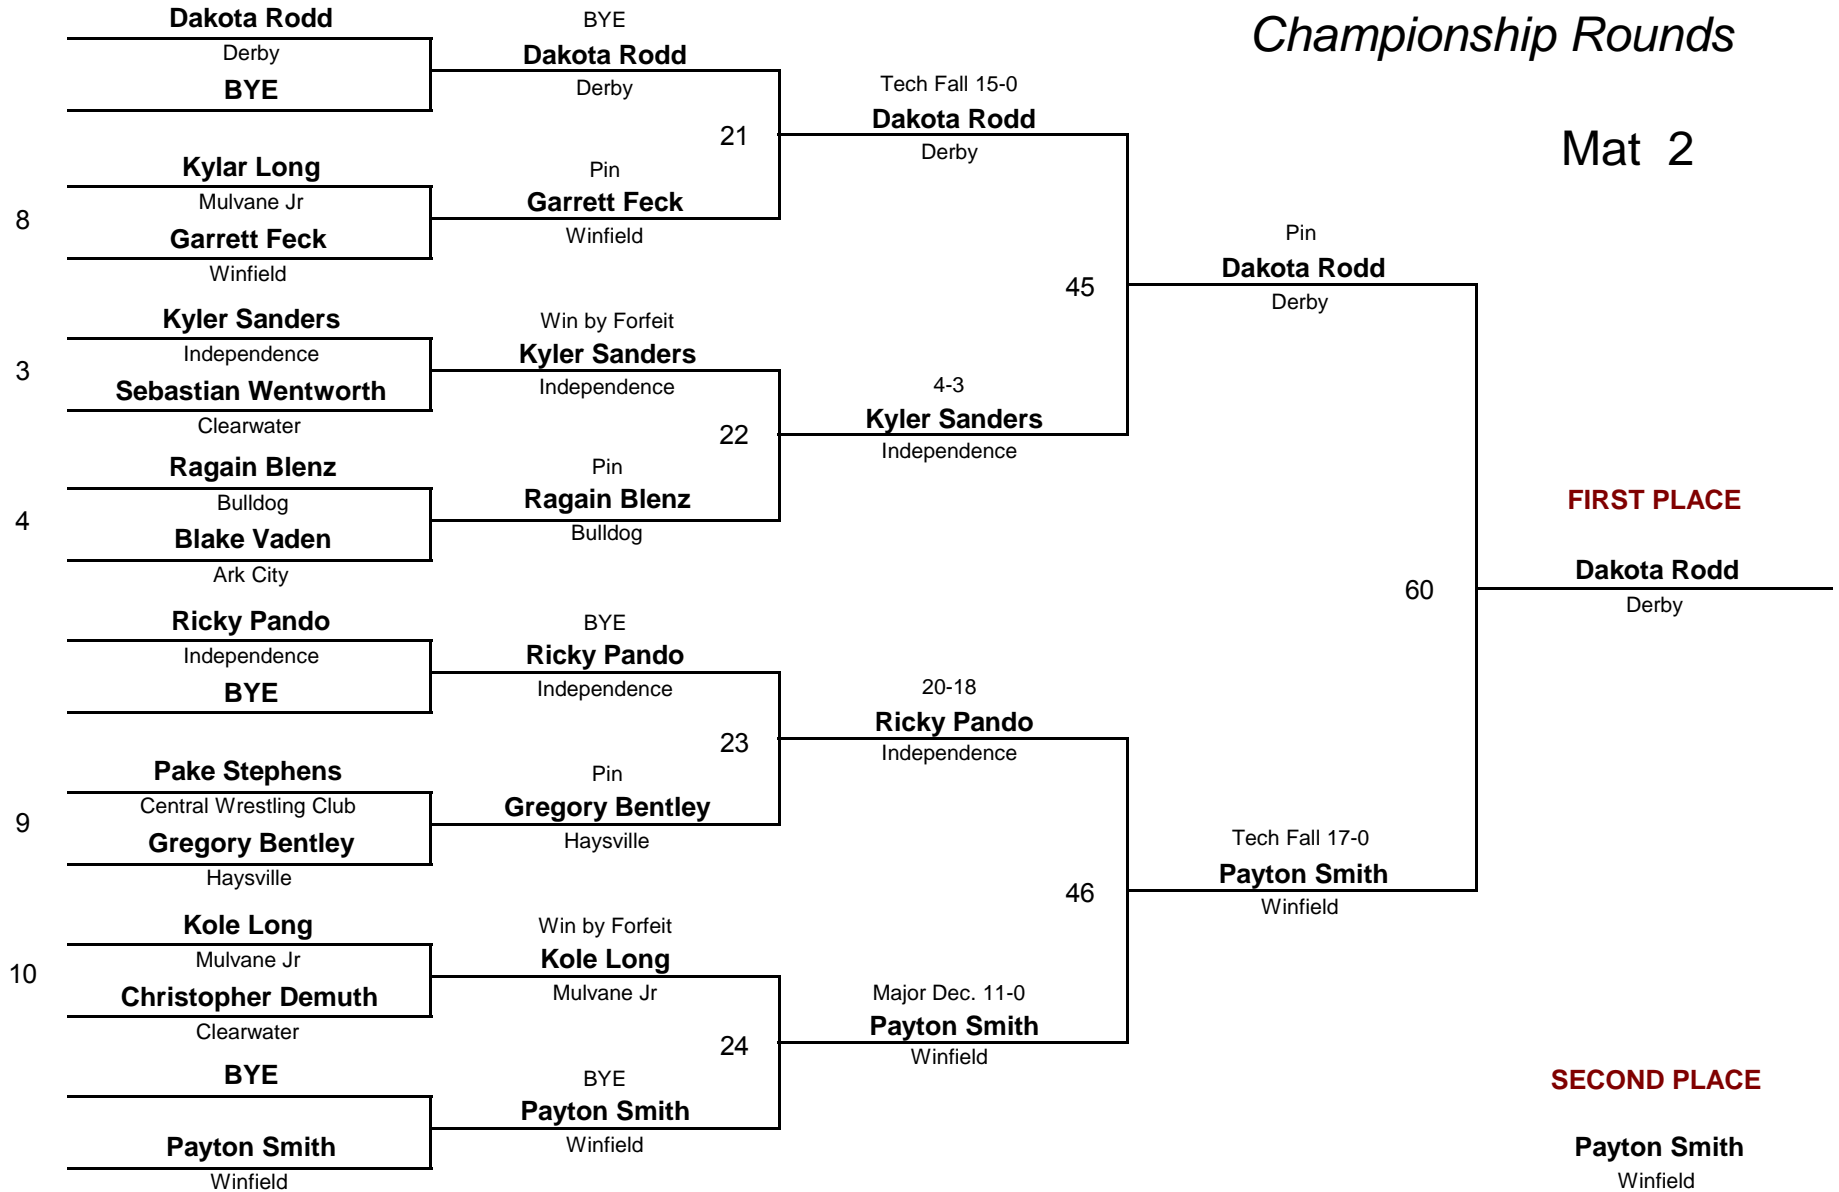 Championship Rounds
Mat 2
Dakota Rodd
Derby
BYE
8
Kylar Long
Mulvane Jr
Garrett Feck
Winfield
3
Kyler Sanders
Independence
Sebastian Wentworth
Clearwater
4
Ragain Blenz
Bulldog
Blake Vaden
Ark City
Ricky Pando
Independence
BYE
9
Pake Stephens
Central Wrestling Club
Gregory Bentley
Haysville
10
Kole Long
Mulvane Jr
Christopher Demuth
Clearwater
BYE
Payton Smith
Winfield
BYE
Dakota Rodd
Derby
21
Pin
Garrett Feck
Winfield
Win by Forfeit
Kyler Sanders
Independence
22
Pin
Ragain Blenz
Bulldog
BYE
Ricky Pando
Independence
23
Pin
Gregory Bentley
Haysville
Win by Forfeit
Kole Long
Mulvane Jr
24
BYE
Payton Smith
Winfield
Tech Fall 15-0
Dakota Rodd
Derby
45
4-3
Kyler Sanders
Independence
20-18
Ricky Pando
Independence
46
Major Dec. 11-0
Payton Smith
Winfield
Pin
Dakota Rodd
Derby
60
Tech Fall 17-0
Payton Smith
Winfield
FIRST PLACE
Dakota Rodd
Derby
SECOND PLACE
Payton Smith
Winfield